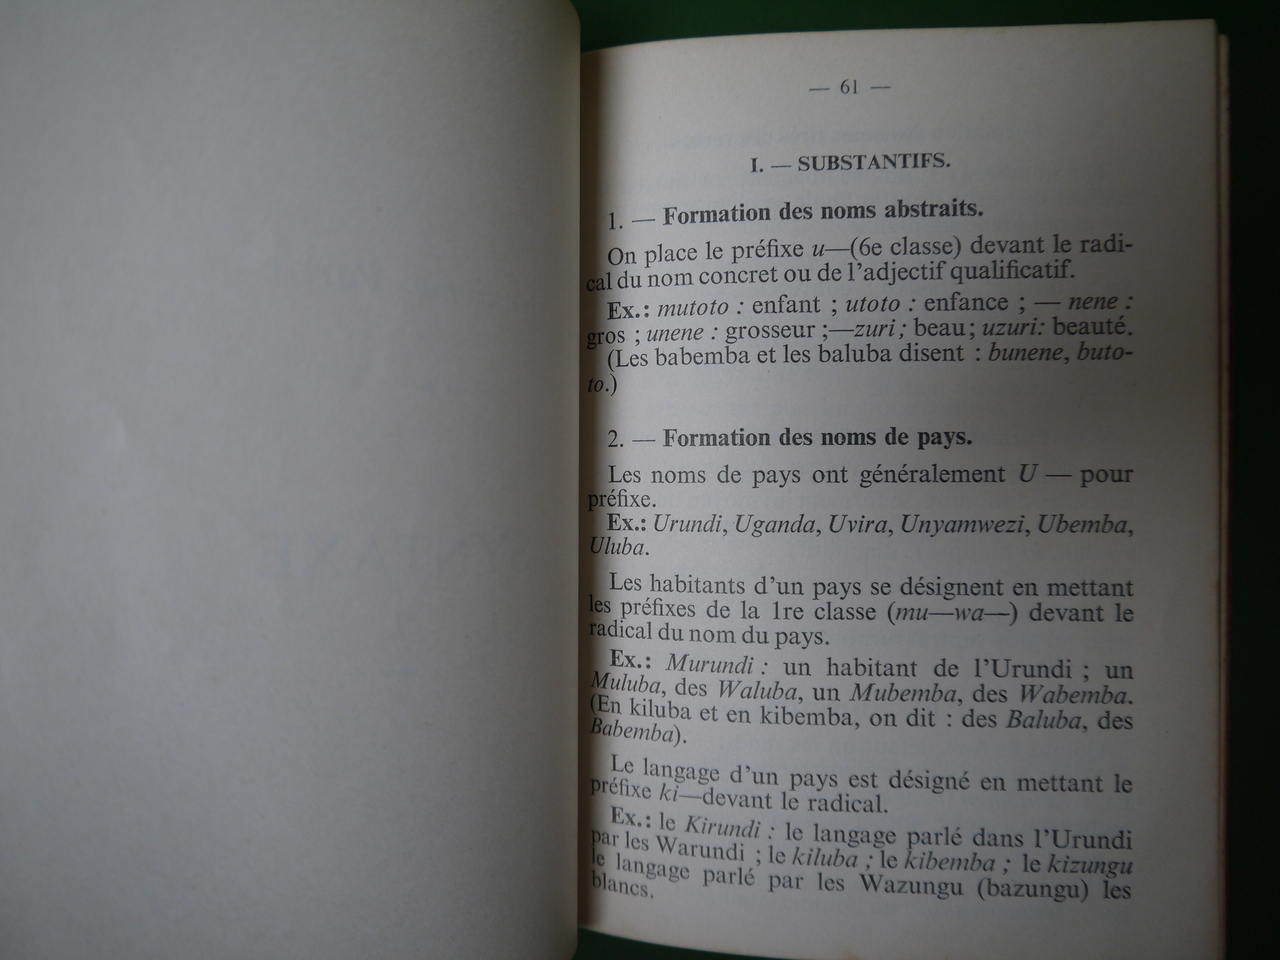 — 61 —
I. — SUBSTANTIFS.
1. — Formation des noms abstraits.
On place le préfixe u—(6e classe) devant le radi-
cal du nom concret ou de l'adjectif qualificatif.
Ex.: mutoto : enfant ; utoto : enfance ; — nene :
gros ; unene : grosseur ;—zuri ; beau; uzuri: beauté.
(Les babemba et les baluba disent : bunene, buto-
to.)
2. — Formation des noms de pays.
Les noms de pays ont généralement U — pour
préfixe.
Ex.: Urundi, Uganda, Uvira, Unyamwezi, Ubemba,
Uluba.
Les habitants d'un pays se désignent en mettant
les préfixes de la 1re classe (mu—wa—) devant le
radical du nom du pays.
Ex.: Murundi : un habitant de l'Urundi ; un
Muluba, des Waluba, un Mubemba, des Wabemba.
(En kiluba et en kibemba, on dit : des Baluba, des
Babemba).
Le langage d'un pays est désigné en mettant le
préfixe ki—devant le radical.
Ex.: le Kirundi : le langage parlé dans l'Urundi
par les Warundi ; le kiluba ; le kibemba ; le kizungu
le langage parlé par les Wazungu (bazungu) les
blancs.